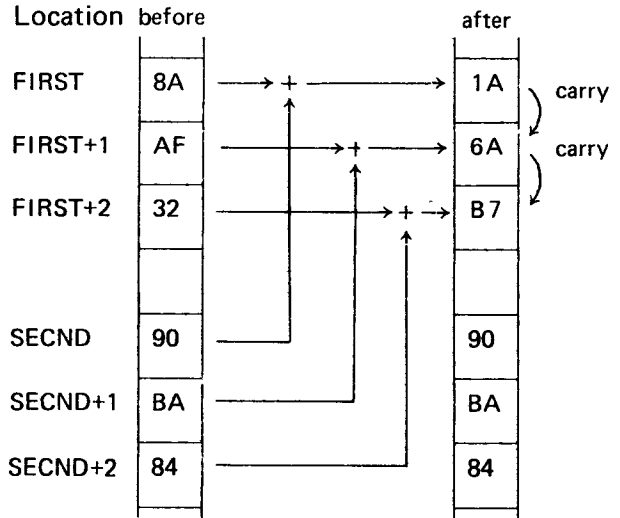 Location before after
FIRST 8A + 1A carry
FIRST+1 AF + 6A carry
FIRST+2 32 + B7
SECND 90 90
SECND+1 BA BA
SECND+2 84 84